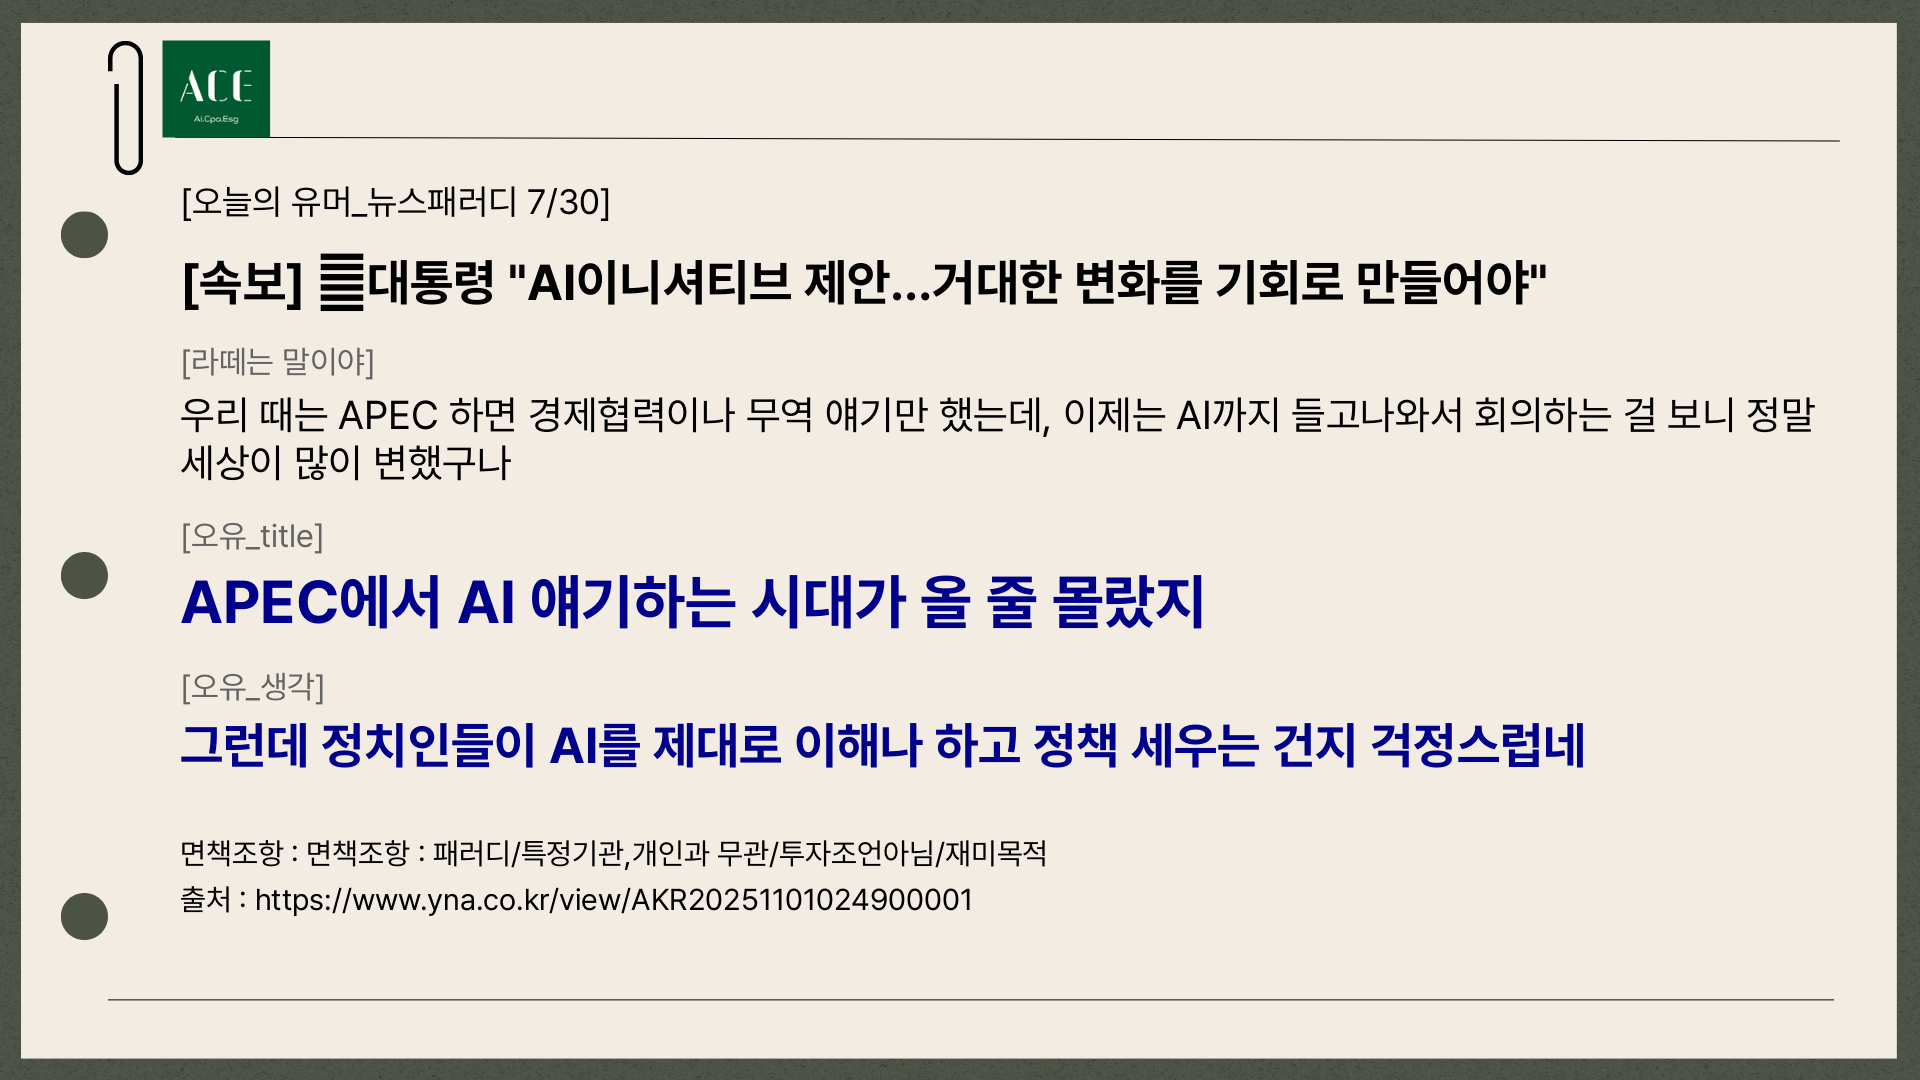 ACE
Ai.Cpa.Esg
[오늘의 유머_뉴스패러디 7/30]
[속보] 대통령 "AI이니셔티브 제안...거대한 변화를 기회로 만들어야"
[라떼는 말이야]
우리 때는 APEC 하면 경제협력이나 무역 얘기만 했는데, 이제는 AI까지 들고나와서 회의하는 걸 보니 정말
세상이 많이 변했구나
[오유_title]
APEC에서 AI 얘기하는 시대가 올 줄 몰랐지
[오유_생각]
그런데 정치인들이 AI를 제대로 이해나 하고 정책 세우는 건지 걱정스럽네
면책조항 : 면책조항 : 패러디/특정기관,개인과 무관/투자조언아님/재미목적
출처 : https://www.yna.co.kr/view/AKR20251101024900001